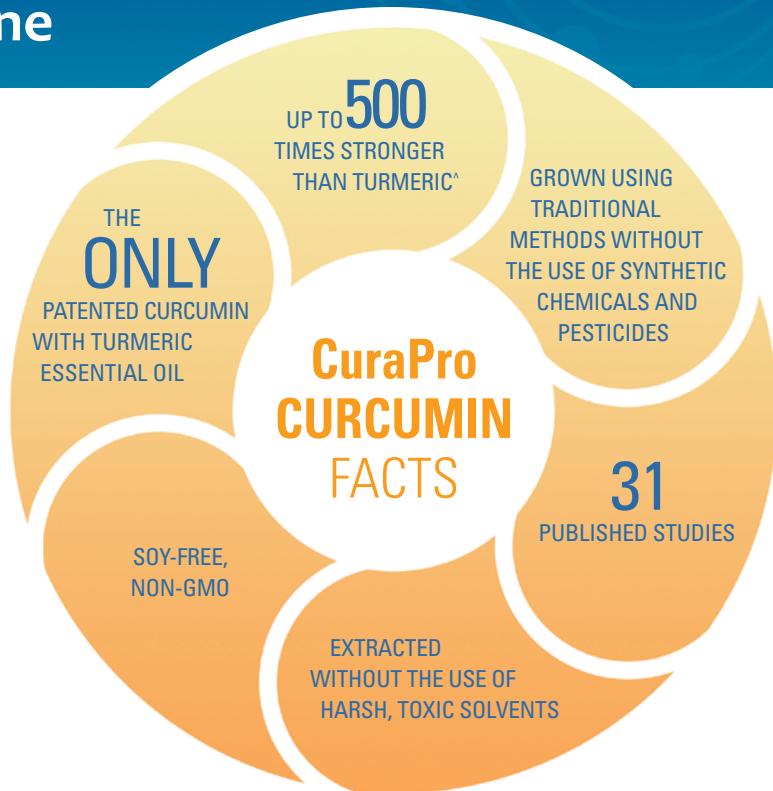 ne
UP TO 500
TIMES STRONGER
THAN TURMERIC^
GROWN USING
TRADITIONAL
METHODS WITHOUT
THE USE OF SYNTHETIC
CHEMICALS AND
PESTICIDES
31
PUBLISHED STUDIES
EXTRACTED
WITHOUT THE USE OF
HARSH, TOXIC SOLVENTS
SOY-FREE,
NON-GMO
THE
ONLY
PATENTED CURCUMIN
WITH TURMERIC
ESSENTIAL OIL
CuraPro
CURCUMIN
FACTS